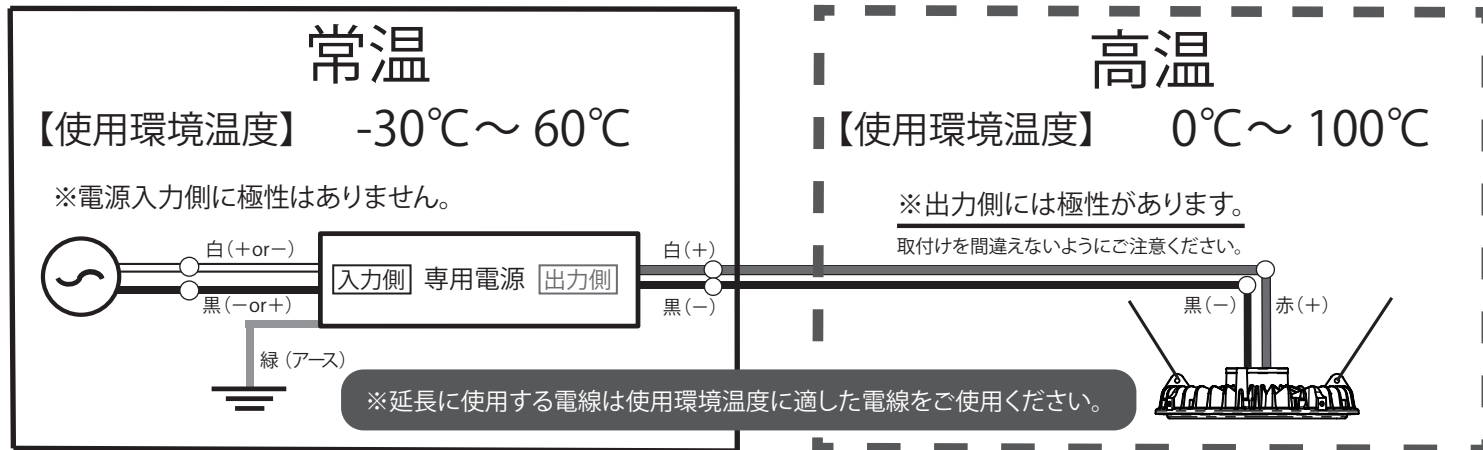 常温
【使用環境温度】 -30℃～ 60℃
※電源入力側に極性はありません。
白（＋or－）
黒（－or＋）
緑（アース）
入力側 専用電源 出力側
白（＋）
黒（－）
高温
【使用環境温度】 0℃～ 100℃
※出力側には極性があります。
取付けを間違えないようにご注意ください。
黒（－）
赤（＋）
※延長に使用する電線は使用環境温度に適した電線をご使用ください。